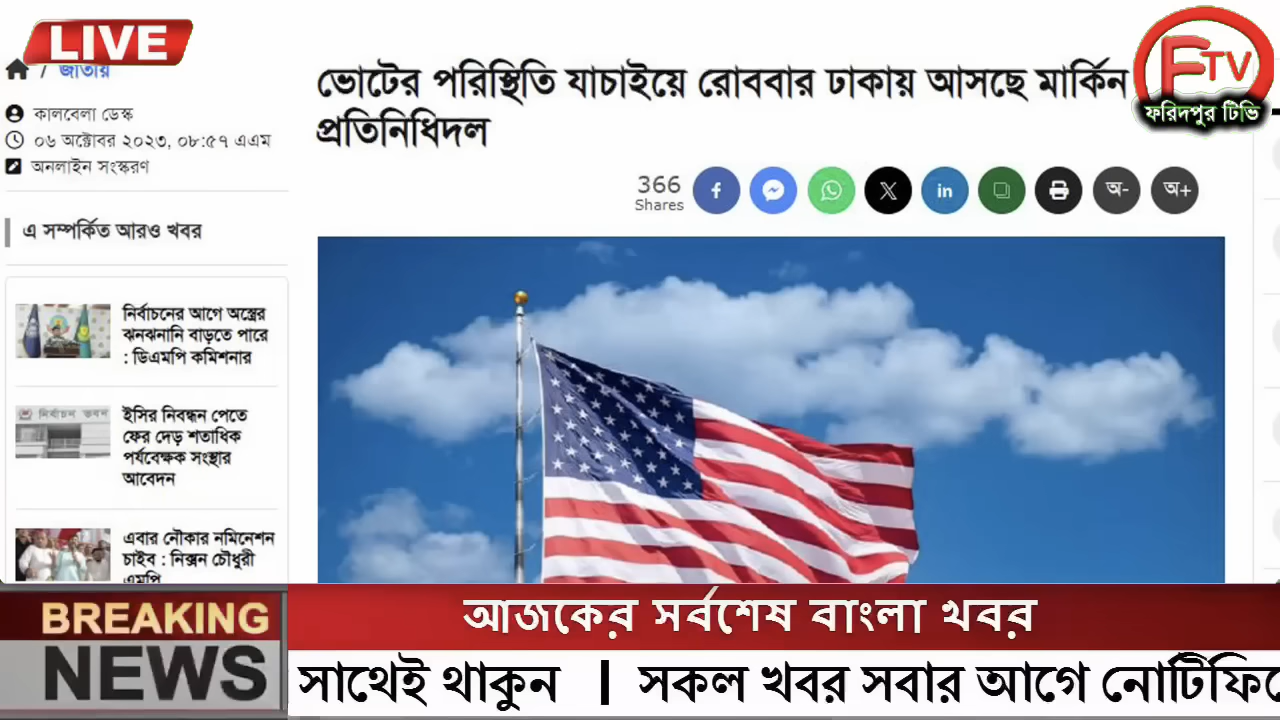 LIVE
FTV
ফরিদপুর টিভি
/ জাতীয়
কালবেলা ডেস্ক
০৬ অক্টোবর ২০২৩, ০৮:৫৭ এএম
অনলাইন সংস্করণ
ভোটের পরিস্থিতি যাচাইয়ে রোববার ঢাকায় আসছে মার্কিন
প্রতিনিধিদল
366
Shares
অ-
অ+
এ সম্পর্কিত আরও খবর
নির্বাচনের আগে অস্ত্রের
ঝনঝনানি বাড়তে পারে
: ডিএমপি কমিশনার
নির্বাচন ভবন
ইসির নিবন্ধন পেতে
ফের দেড় শতাধিক
পর্যবেক্ষক সংস্থার
আবেদন
এবার নৌকার নমিনেশন
চাইব : নিক্সন চৌধুরী
এমপি
BREAKING
NEWS
আজকের সর্বশেষ বাংলা খবর
সাথেই থাকুন | সকল খবর সবার আগে